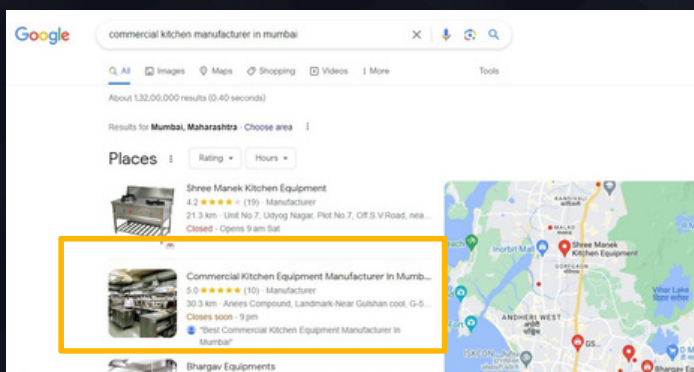 Google
commercial kitchen manufacturer in mumbai
All Images Maps Shopping Videos More Tools
About 1,32,00,000 results (0.40 seconds)
Results for Mumbai, Maharashtra · Choose area
Places
Rating Hours
Shree Manek Kitchen Equipment
4.2 (19) · Manufacturer
21.3 km · Unit No.7, Udyog Nagar, Plot No.7, Off.S.V.Road, nea...
Closed · Opens 9 am Sat
Commercial Kitchen Equipment Manufacturer In Mumb...
5.0 (10) · Manufacturer
30.3 km · Anees Compound, Landmark-Near Gulshan cool, G-5...
Closes soon · 9 pm
"Best Commercial Kitchen Equipment Manufacturer In
Mumbai"
Bhargav Equipments
KANDIVALI
MALAD
Inorbit Mall
Shree Manek
Kitchen Equipment
GOREGAON
Vihar Lake
ANDHERI WEST
अंधेरी
पश्चिम
GS...
ISKCON
Bhargav Eq